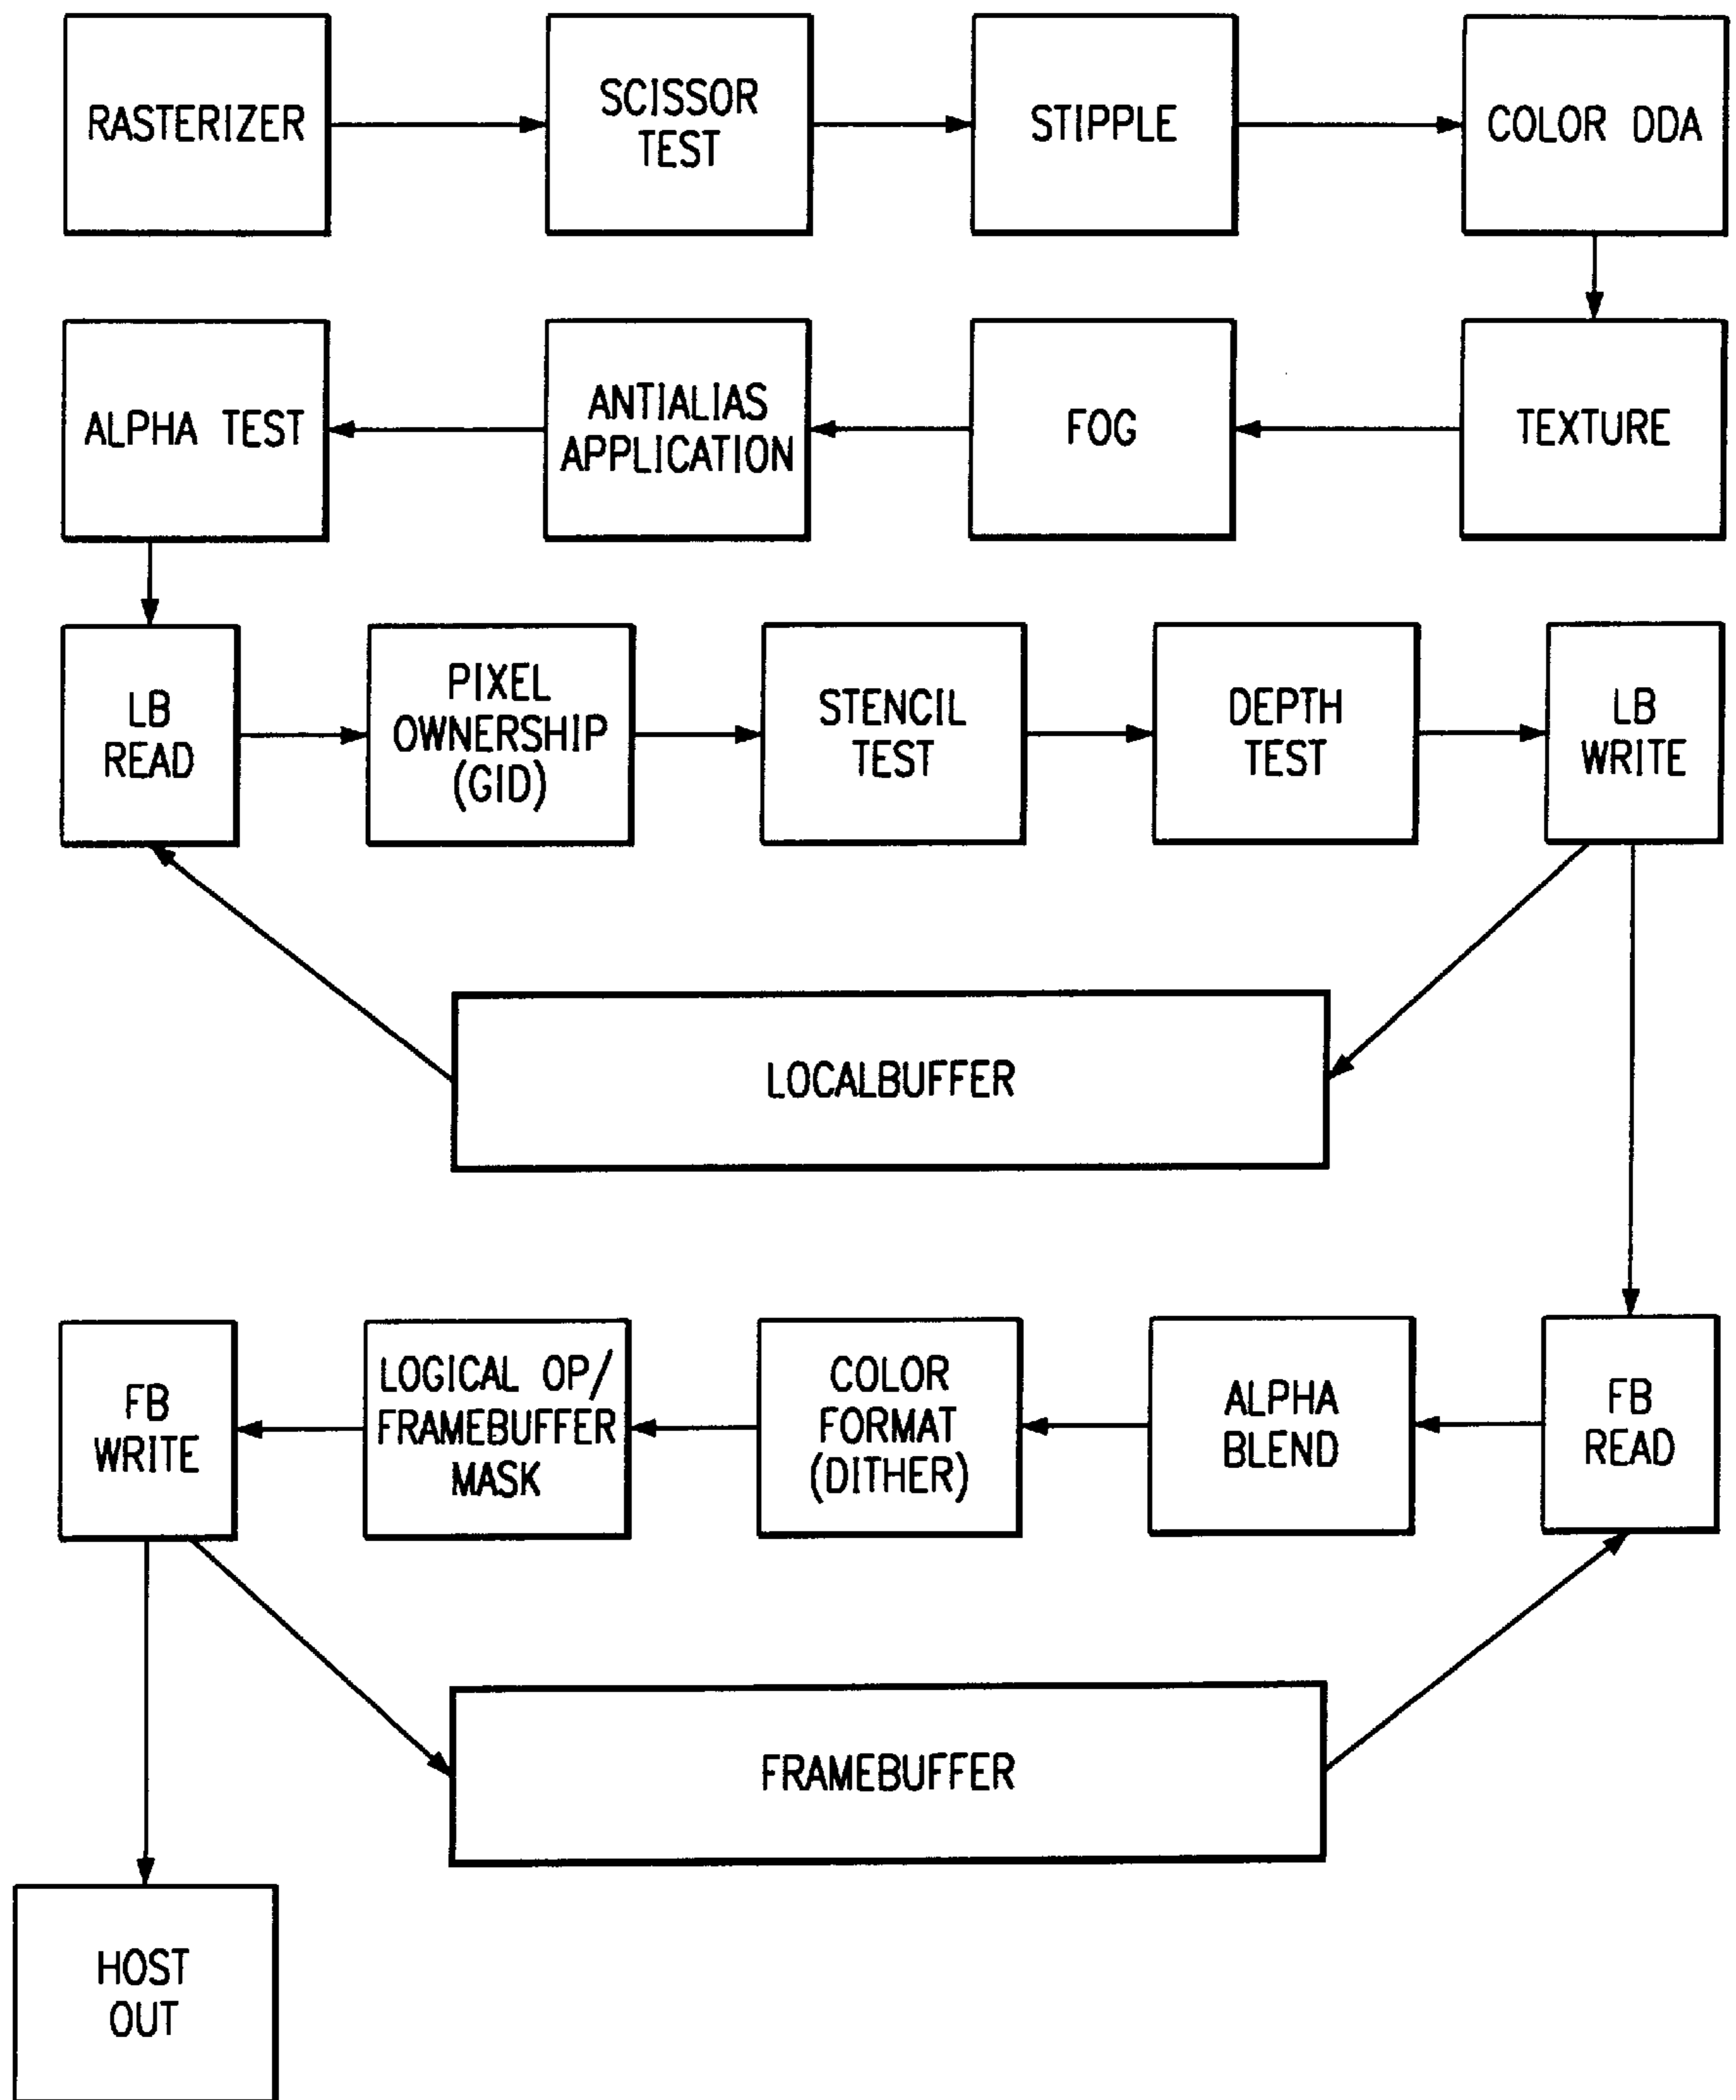 RASTERIZER
SCISSOR
TEST
STIPPLE
COLOR DDA
ALPHA TEST
ANTIALIAS
APPLICATION
FOG
TEXTURE
LB
READ
PIXEL
OWNERSHIP
(GID)
STENCIL
TEST
DEPTH
TEST
LB
WRITE
LOCALBUFFER
FB
WRITE
LOGICAL OP/
FRAMEBUFFER
MASK
COLOR
FORMAT
(DITHER)
ALPHA
BLEND
FB
READ
FRAMEBUFFER
HOST
OUT